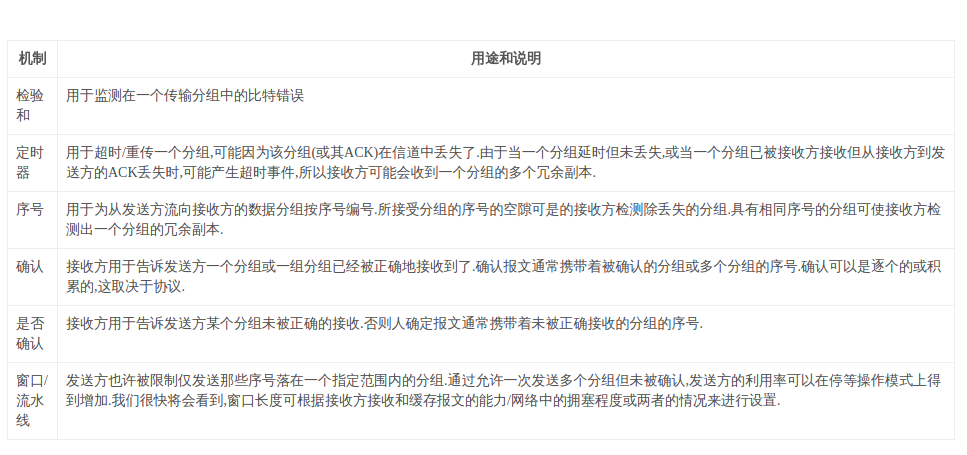 机制 用途和说明
检验 用于监测在一个传输分组中的比特错误
和
定时 用于超时/重传一个分组,可能因为该分组(或其ACK)在信道中丢失了.由于当一个分组延时但未丢失,或当一个分组已被接收方接收但从接收方到发
器 送方的ACK丢失时,可能产生超时事件,所以接收方可能会收到一个分组的多个冗余副本.
序号 用于为从发送方流向接收方的数据分组按序号编号.所接受分组的序号的空隙可是的接收方检测除丢失的分组.具有相同序号的分组可使接收方检
测出一个分组的冗余副本.
确认 接收方用于告诉发送方一个分组或一组分组已经被正确地接收到了.确认报文通常携带着被确认的分组或多个分组的序号.确认可以是逐个的或积
累的,这取决于协议.
是否 接收方用于告诉发送方某个分组未被正确的接收.否则人确定报文通常携带着未被正确接收的分组的序号.
确认
窗口/ 发送方也许被限制仅发送那些序号落在一个指定范围内的分组.通过允许一次发送多个分组但未被确认,发送方的利用率可以在停等操作模式上得
流水 到增加.我们很快将会看到,窗口长度可根据接收方接收和缓存报文的能力/网络中的拥塞程度或两者的情况来进行设置.
线